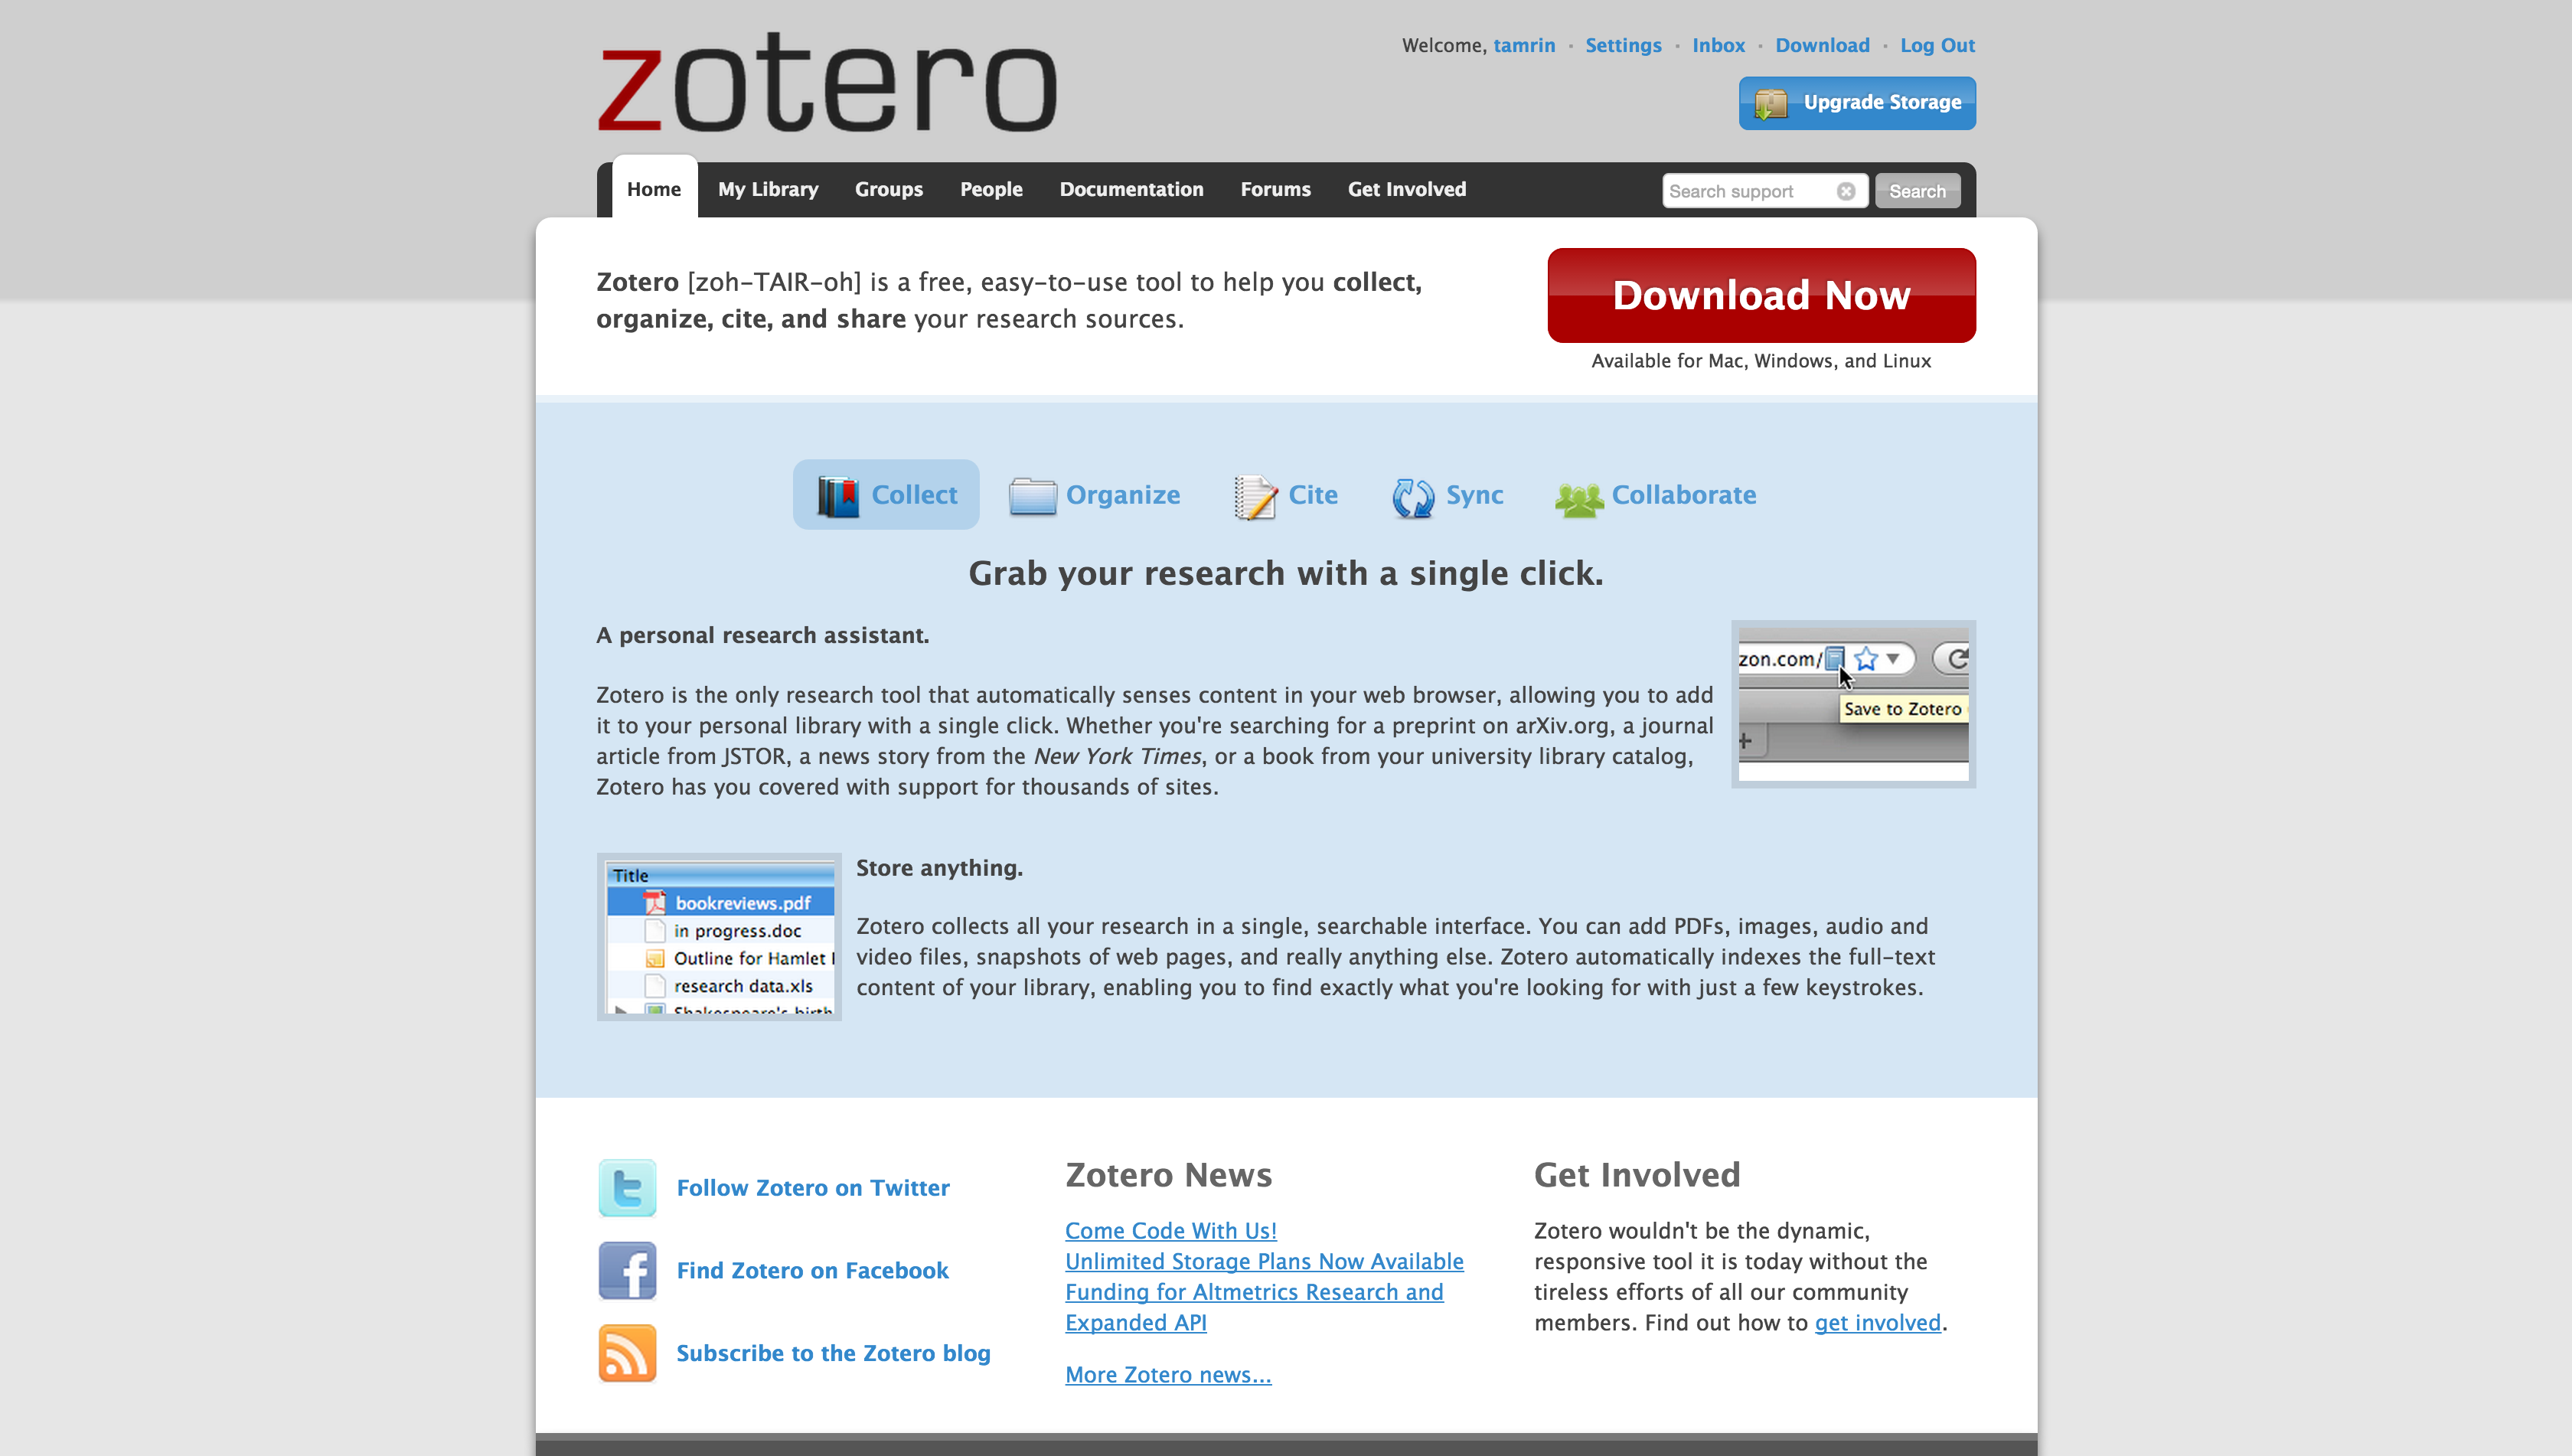 zotero
Welcome, tamrin · Settings · Inbox · Download · Log Out
Upgrade Storage
Home My Library Groups People Documentation Forums Get Involved Search support Search
Zotero [zoh-TAIR-oh] is a free, easy-to-use tool to help you collect,
organize, cite, and share your research sources.
Download Now
Available for Mac, Windows, and Linux
Collect Organize Cite Sync Collaborate
Grab your research with a single click.
A personal research assistant.
Zotero is the only research tool that automatically senses content in your web browser, allowing you to add
it to your personal library with a single click. Whether you're searching for a preprint on arXiv.org, a journal
article from JSTOR, a news story from the New York Times, or a book from your university library catalog,
Zotero has you covered with support for thousands of sites.
zon.com/
Save to Zotero
Title
bookreviews.pdf
in progress.doc
Outline for Hamlet
research data.xls
Shakespeare's birth
Store anything.
Zotero collects all your research in a single, searchable interface. You can add PDFs, images, audio and
video files, snapshots of web pages, and really anything else. Zotero automatically indexes the full-text
content of your library, enabling you to find exactly what you're looking for with just a few keystrokes.
Follow Zotero on Twitter
Find Zotero on Facebook
Subscribe to the Zotero blog
Zotero News
Come Code With Us!
Unlimited Storage Plans Now Available
Funding for Altmetrics Research and
Expanded API
More Zotero news...
Get Involved
Zotero wouldn't be the dynamic,
responsive tool it is today without the
tireless efforts of all our community
members. Find out how to get involved.